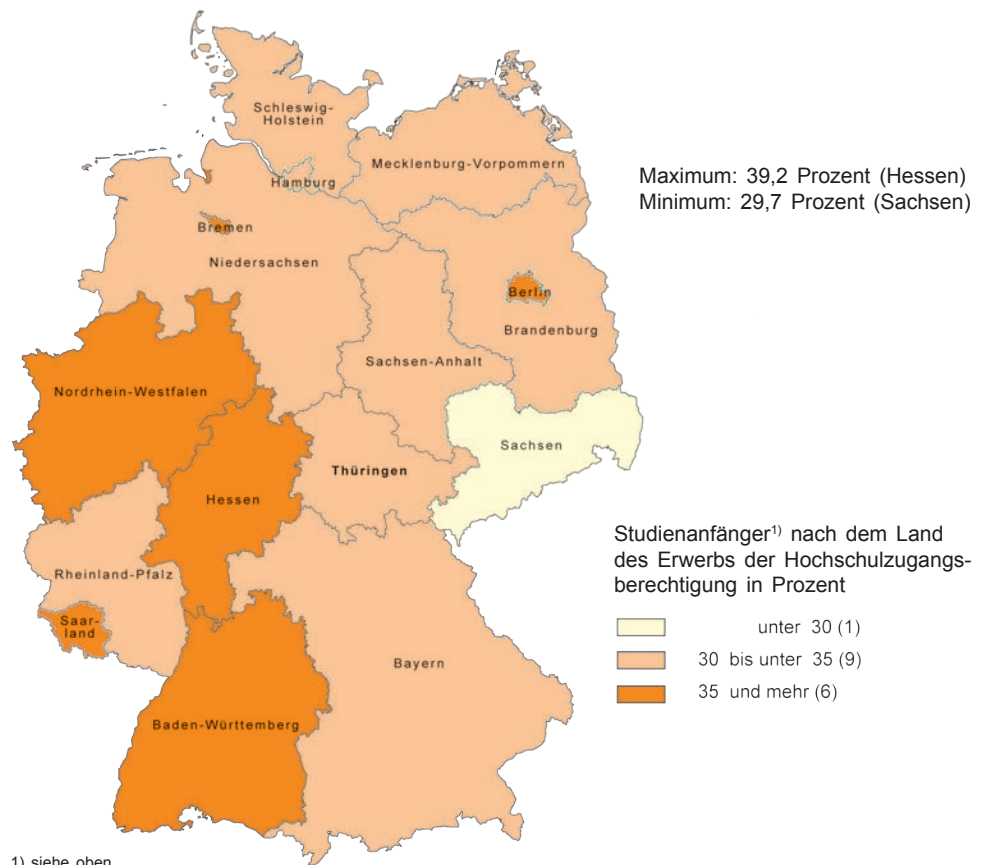 Schleswig-
Holstein
Mecklenburg-Vorpommern
Hamburg
Bremen
Niedersachsen
Berlin
Brandenburg
Sachsen-Anhalt
Nordrhein-Westfalen
Sachsen
Thüringen
Hessen
Rheinland-Pfalz
Saar-
land
Bayern
Baden-Württemberg
Maximum: 39,2 Prozent (Hessen)
Minimum: 29,7 Prozent (Sachsen)
Studienanfänger1) nach dem Land
des Erwerbs der Hochschulzugangs-
berechtigung in Prozent
unter 30 (1)
30 bis unter 35 (9)
35 und mehr (6)
1) siehe oben